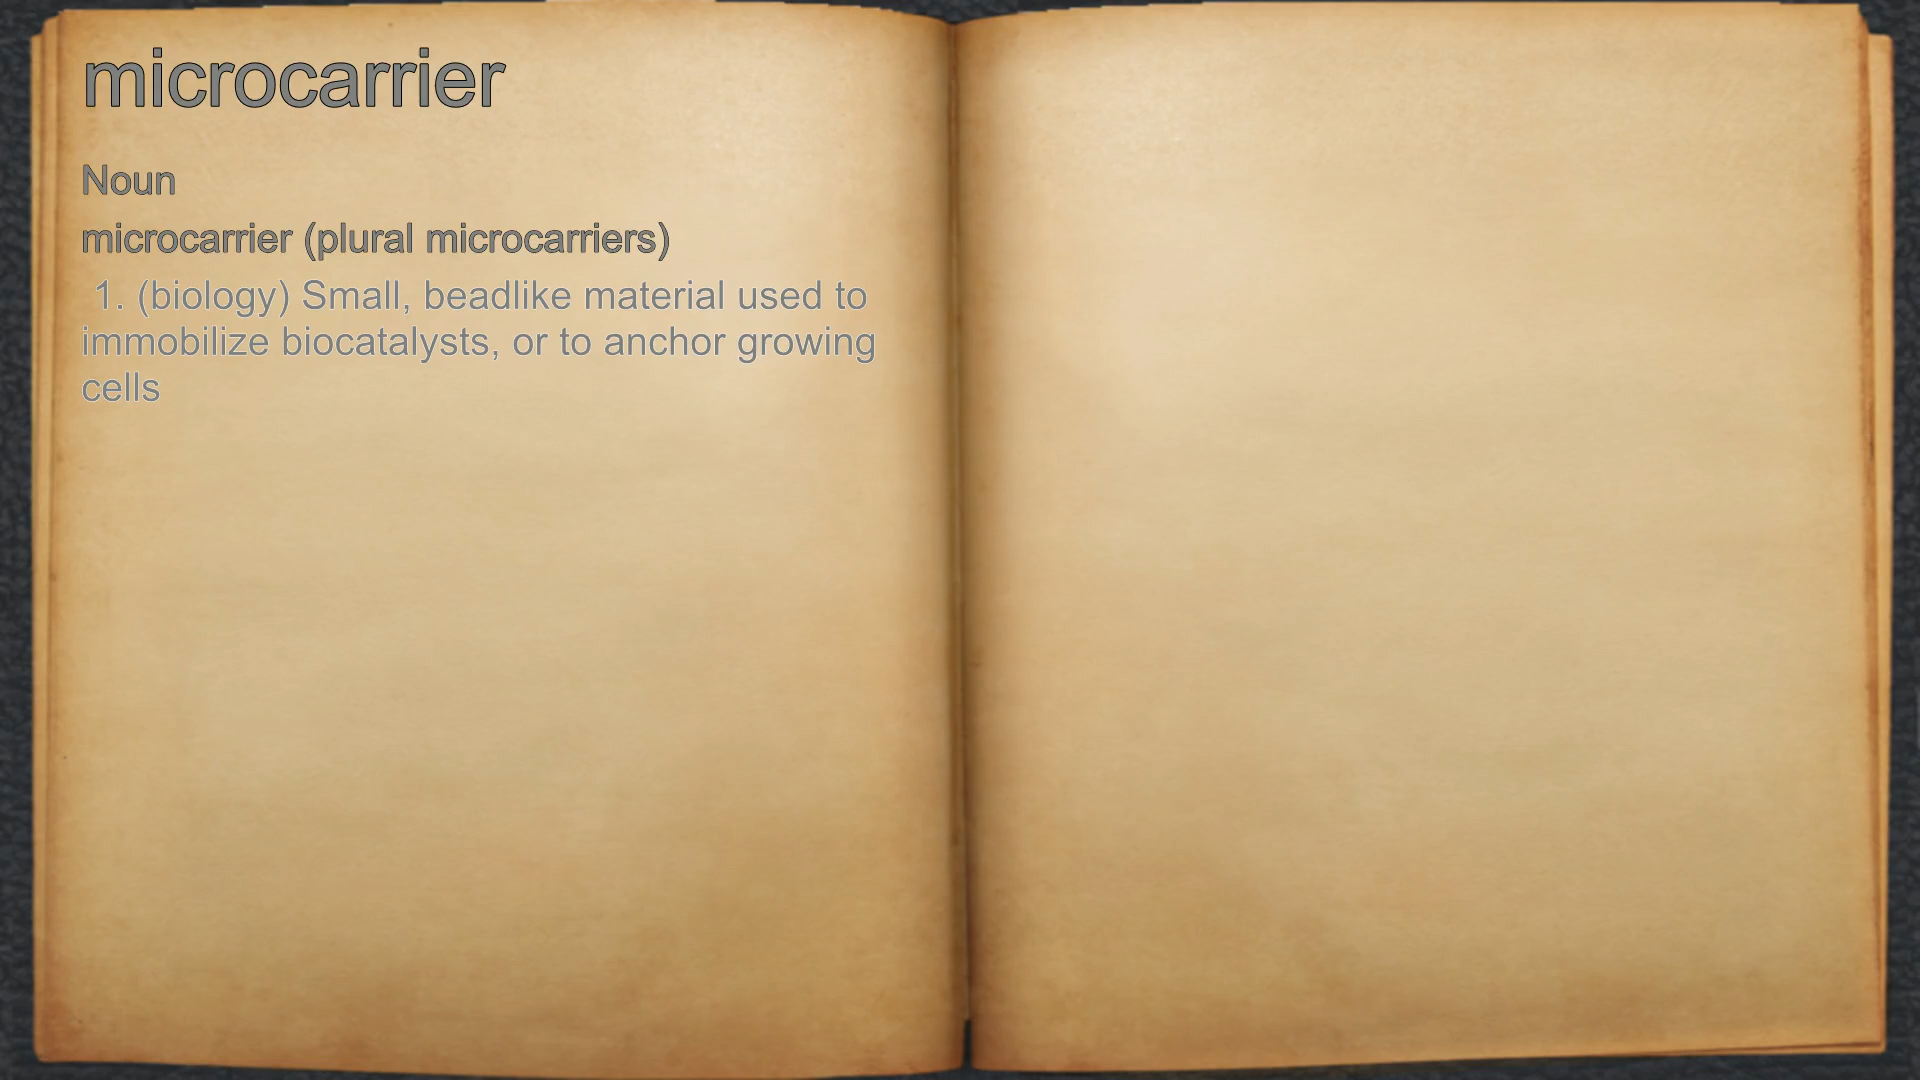 microcarrier
Noun
microcarrier (plural microcarriers)
1. (biology) Small, beadlike material used to
immobilize biocatalysts, or to anchor growing
cells